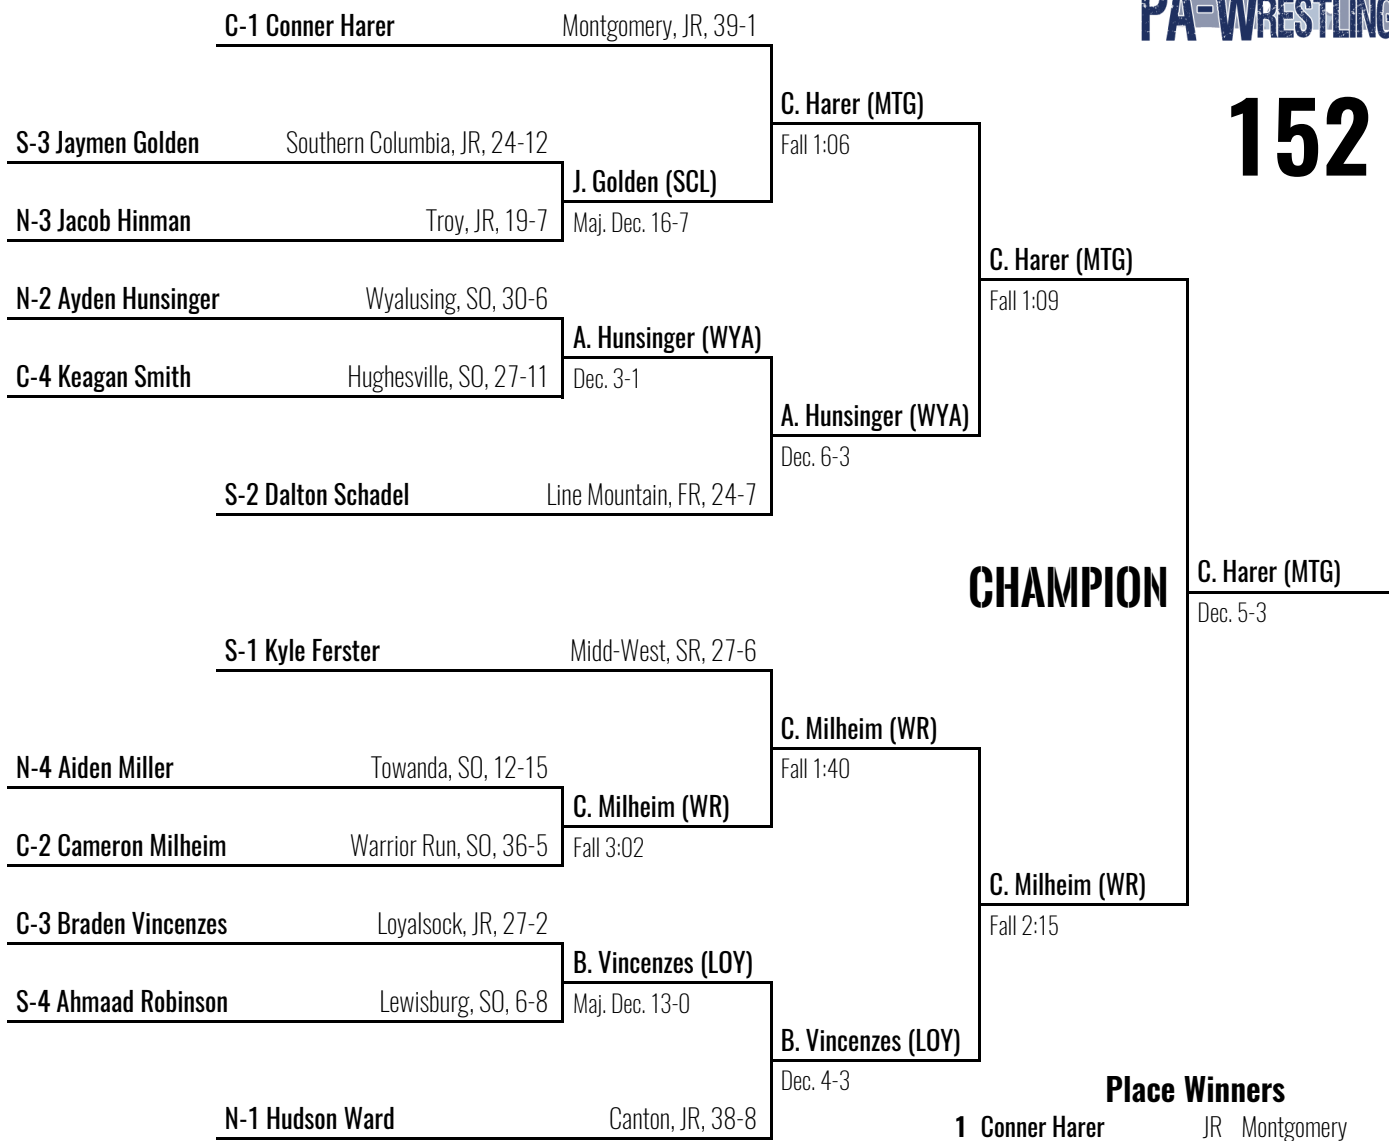 PA-WRESTLING
152
C-1 Conner Harer Montgomery, JR, 39-1
C. Harer (MTG)
Fall 1:06
S-3 Jaymen Golden Southern Columbia, JR, 24-12
J. Golden (SCL)
Maj. Dec. 16-7
N-3 Jacob Hinman Troy, JR, 19-7
C. Harer (MTG)
Fall 1:09
N-2 Ayden Hunsinger Wyalusing, SO, 30-6
A. Hunsinger (WYA)
Dec. 3-1
C-4 Keagan Smith Hughesville, SO, 27-11
A. Hunsinger (WYA)
Dec. 6-3
S-2 Dalton Schadel Line Mountain, FR, 24-7
CHAMPION
C. Harer (MTG)
Dec. 5-3
S-1 Kyle Ferster Midd-West, SR, 27-6
C. Milheim (WR)
Fall 1:40
N-4 Aiden Miller Towanda, SO, 12-15
C. Milheim (WR)
Fall 3:02
C-2 Cameron Milheim Warrior Run, SO, 36-5
C. Milheim (WR)
Fall 2:15
C-3 Braden Vincenzes Loyalsock, JR, 27-2
B. Vincenzes (LOY)
Maj. Dec. 13-0
S-4 Ahmaad Robinson Lewisburg, SO, 6-8
B. Vincenzes (LOY)
Dec. 4-3
N-1 Hudson Ward Canton, JR, 38-8
Place Winners
1 Conner Harer JR Montgomery